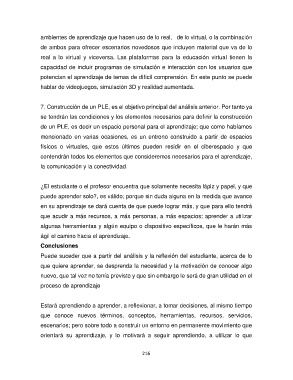 ambientes de aprendizaje que hacen uso de lo real, de lo virtual, o la combinación
de ambos para ofrecer escenarios novedosos que incluyen material que va de lo
real a lo virtual y viceversa. Las plataformas para la educación virtual tienen la
capacidad de incluir programas de simulación e interacción con los usuarios que
potencian el aprendizaje de temas de difícil comprensión. En este punto se puede
hablar de videojuegos, simulación 3D y realidad aumentada.
7. Construcción de un PLE, es el objetivo principal del análisis anterior. Por tanto ya
se tendrán las condiciones y los elementos necesarios para definir la construcción
de un PLE, es decir un espacio personal para el aprendizaje; que como habíamos
mencionado en varias ocasiones, es un entorno construido a partir de espacios
físicos o virtuales, que estos últimos pueden residir en el ciberespacio y que
contendrán todos los elementos que consideremos necesarios para el aprendizaje,
la comunicación y la conectividad.
¿El estudiante o el profesor encuentra que solamente necesita lápiz y papel, y que
puede aprender solo?, es válido; porque sin duda alguna en la medida que avance
en su aprendizaje se dará cuenta de que puede lograr más, y que para ello tendrá
que acudir a más recursos, a más personas, a más espacios; aprender a utilizar
algunas herramientas y algún equipo o dispositivo específicos, que le harán más
ágil el camino hacia el aprendizaje.
Conclusiones
Puede suceder que a partir del análisis y la reflexión del estudiante, acerca de lo
que quiere aprender, se desprenda la necesidad y la motivación de conocer algo
nuevo, que tal vez no tenía previsto y que sin embargo le será de gran utilidad en el
proceso de aprendizaje
Estará aprendiendo a aprender, a reflexionar, a tomar decisiones, al mismo tiempo
que conoce nuevos términos, conceptos, herramientas, recursos, servicios,
escenarios; pero sobre todo a construir un entorno en permanente movimiento que
orientará su aprendizaje, y lo motivará a seguir aprendiendo, a utilizar lo que
216